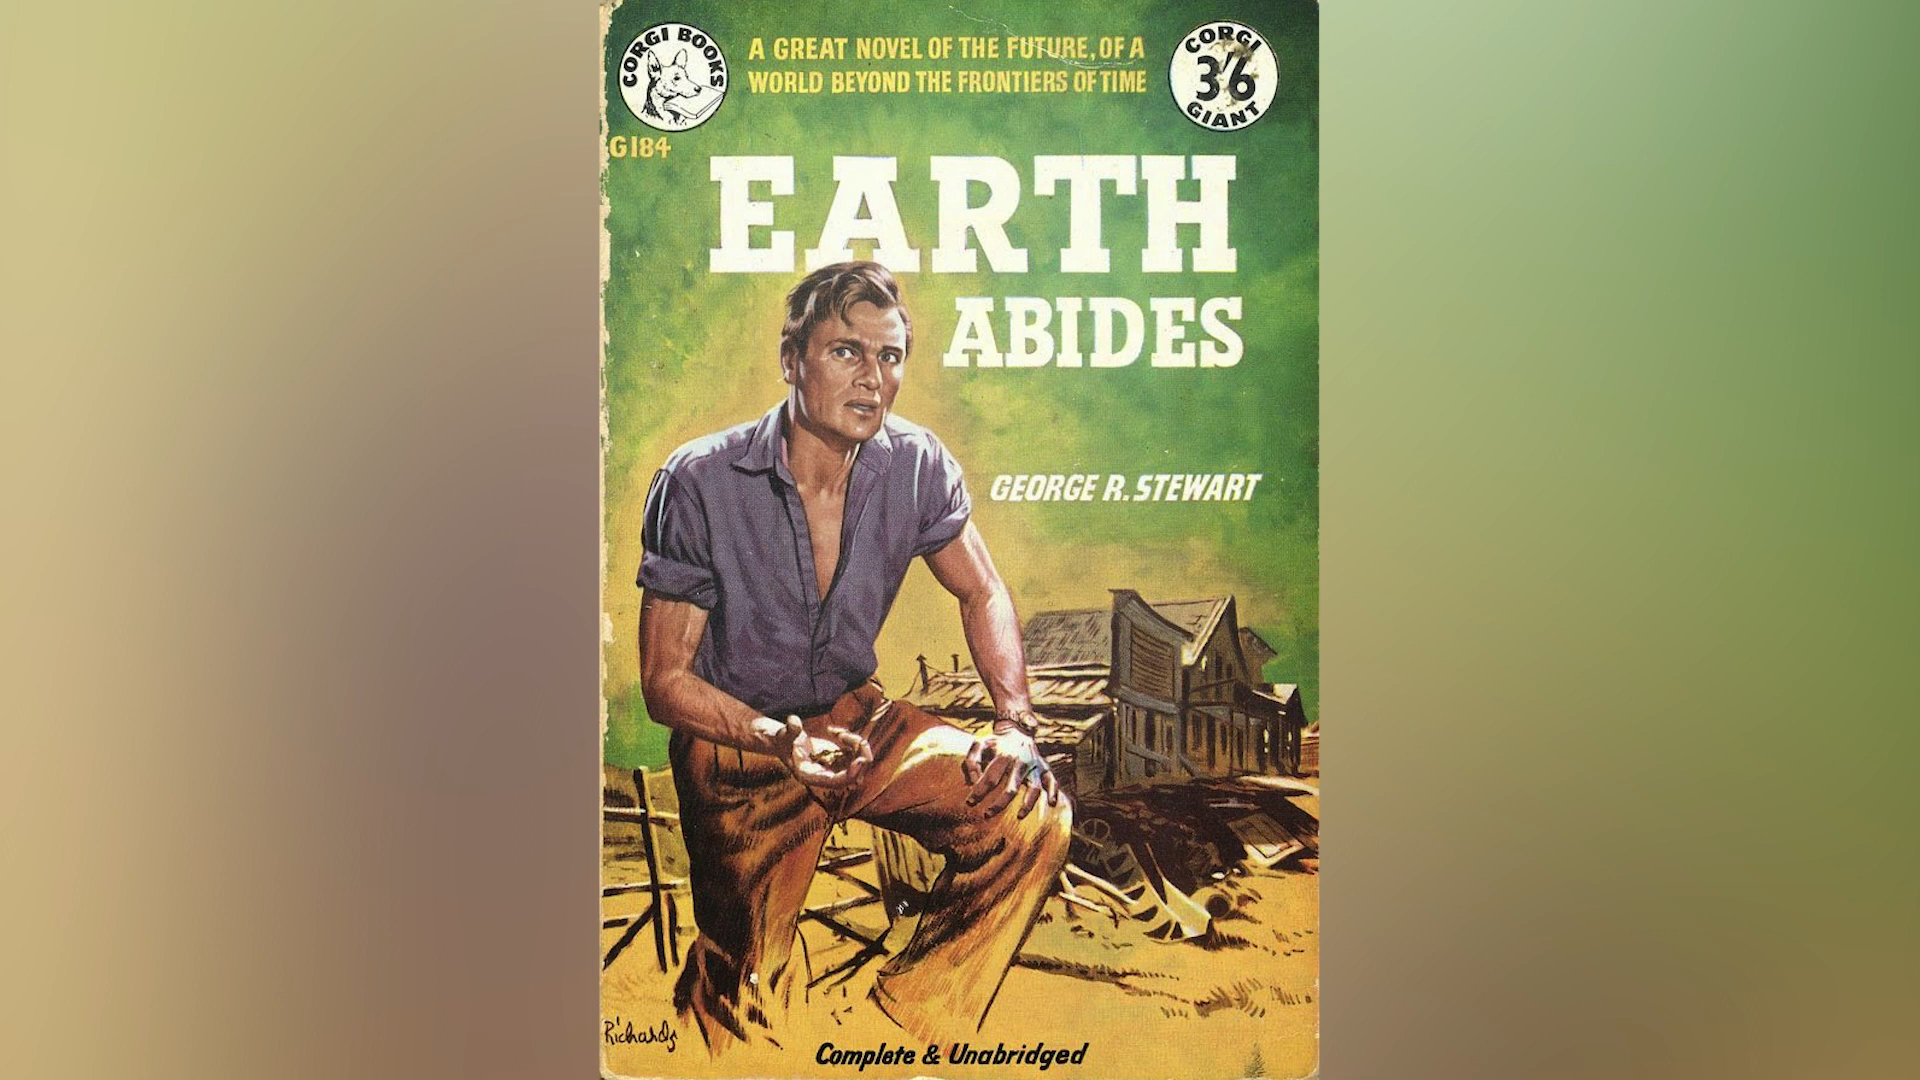 CORGI BOOKS
A GREAT NOVEL OF THE FUTURE, OF A
WORLD BEYOND THE FRONTIERS OF TIME
CORGI
3'6
GIANT
G184
EARTH
ABIDES
GEORGE R. STEWART
Richards
Complete & Unabridged